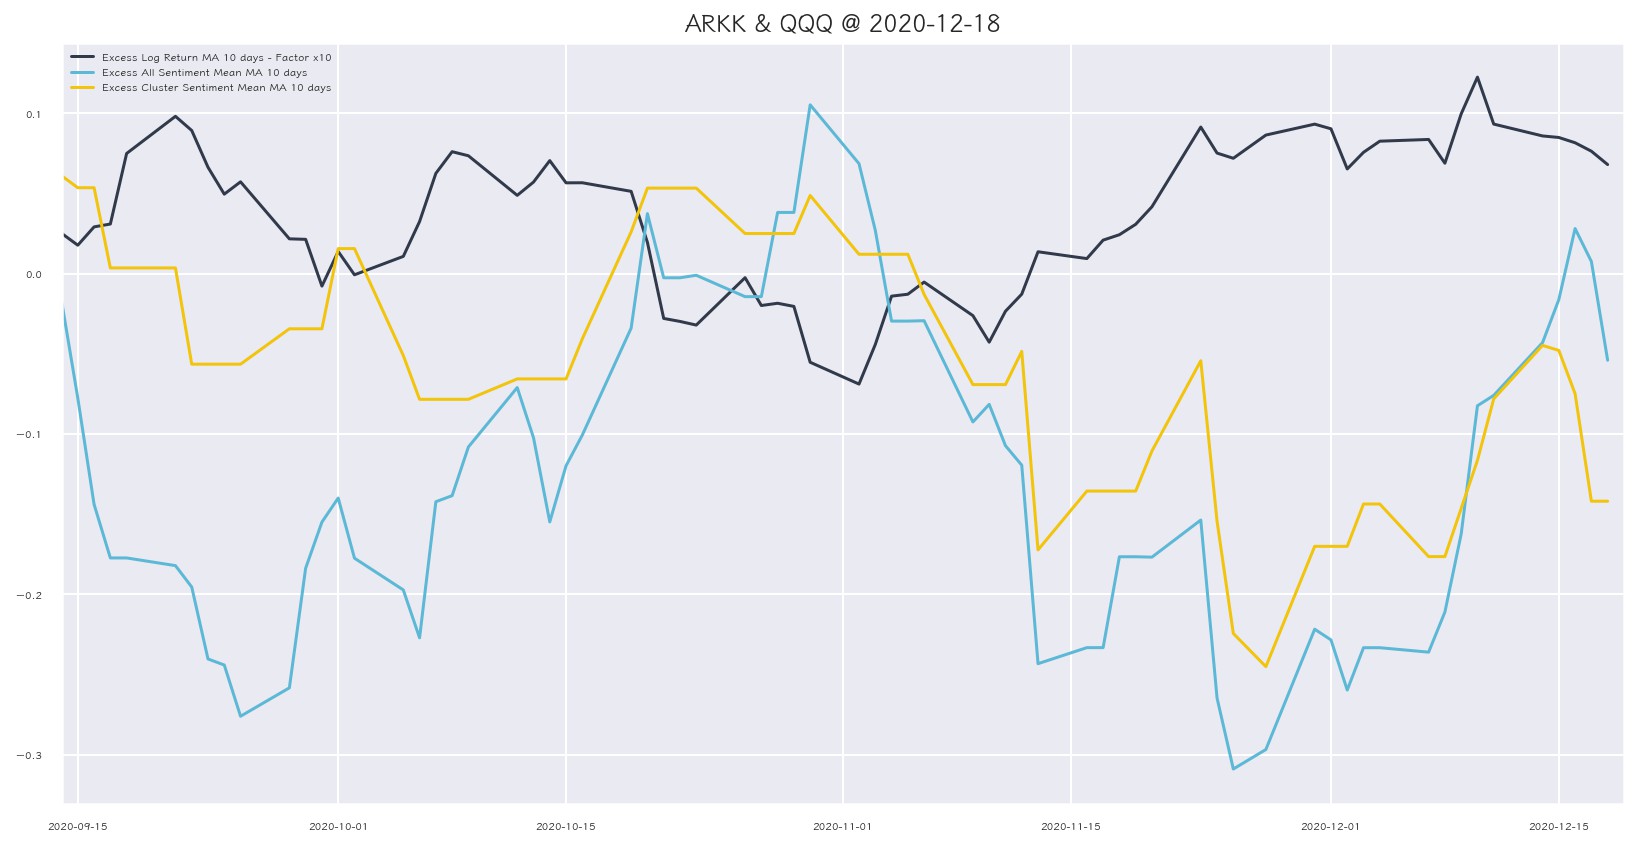 ARKK & QQQ @ 2020-12-18
Excess Log Return MA 10 days - Factor x10
Excess All Sentiment Mean MA 10 days
Excess Cluster Sentiment Mean MA 10 days
0.1
0.0
−0.1
−0.2
−0.3
2020-09-15 2020-10-01 2020-10-15 2020-11-01 2020-11-15 2020-12-01 2020-12-15